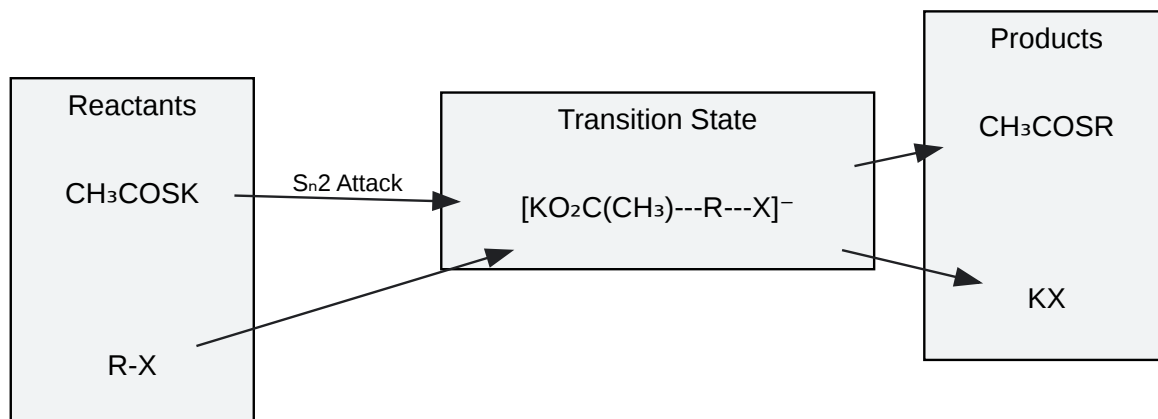 Reactants
CH₃COSK
R-X
Sₙ2 Attack
Transition State
[KO₂C(CH₃)---R---X]⁻
Products
CH₃COSR
KX